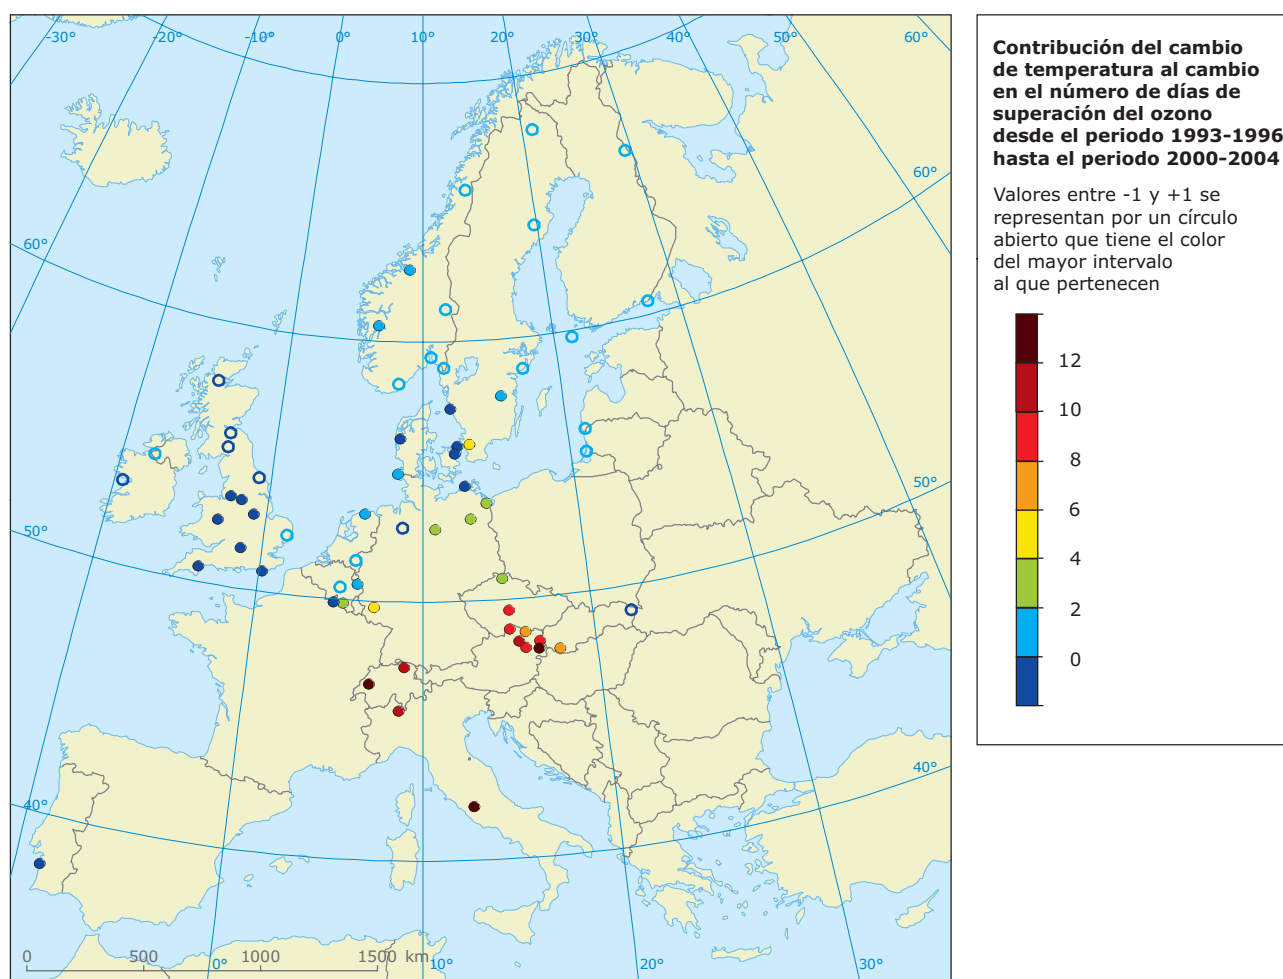 -30° -20° -10° 0° 10° 20° 30° 40° 50° 60°
60°
60°
50°
50°
40°
40°
0 500 1000 1500 km
0° 10° 20° 30°
Contribución del cambio
de temperatura al cambio
en el número de días de
superación del ozono
desde el periodo 1993-1996
hasta el periodo 2000-2004
Valores entre -1 y +1 se
representan por un círculo
abierto que tiene el color
del mayor intervalo
al que pertenecen
12
10
8
6
4
2
0